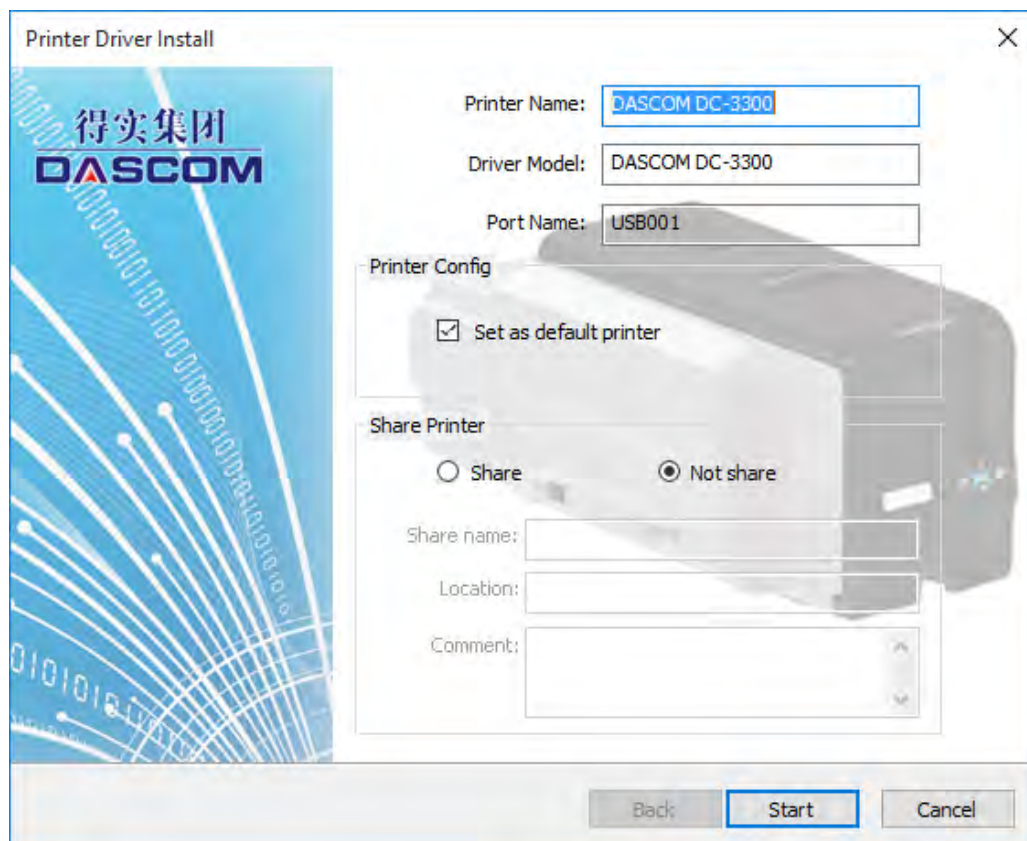 Printer Driver Install
得实集团
DASCOM
Printer Name: DASCOM DC-3300
Driver Model: DASCOM DC-3300
Port Name: USB001
Printer Config
Set as default printer
Share Printer
Share Not share
Share name:
Location:
Comment:
Back Start Cancel